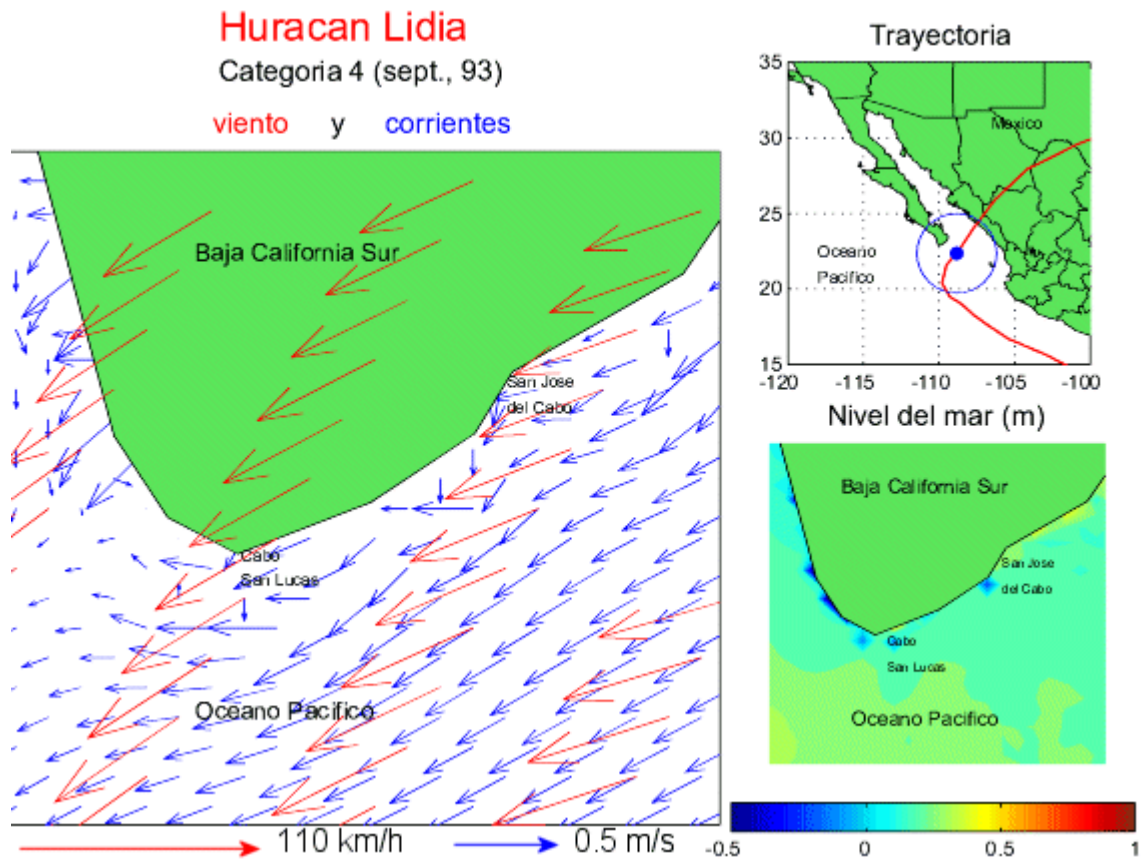 Huracan Lidia
Categoria 4 (sept., 93)
viento y corrientes
Baja California Sur
San Jose
del Cabo
Cabo
San Lucas
Oceano Pacifico
110 km/h
0.5 m/s
Trayectoria
35
30
25
20
15
Mexico
Oceano
Pacifico
-120 -115 -110 -105 -100
Nivel del mar (m)
Baja California Sur
San Jose
del Cabo
Cabo
San Lucas
Oceano Pacifico
-0.5 0 0.5 1